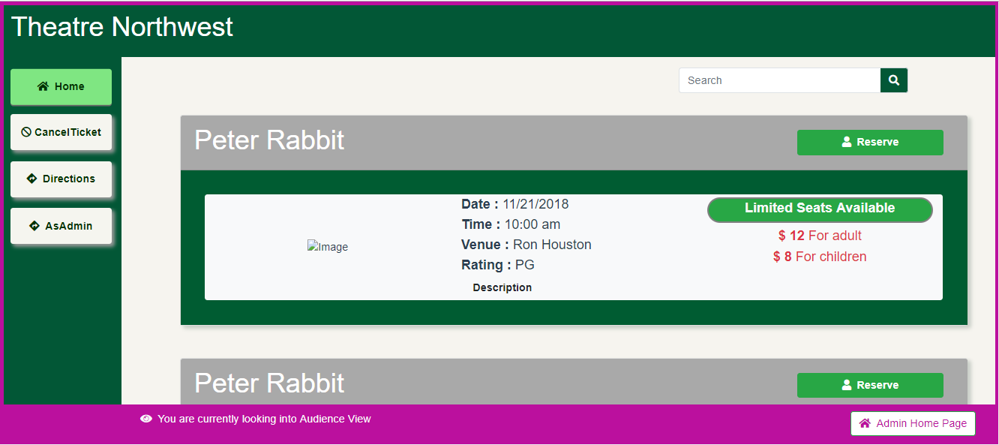 Theatre Northwest
Home
CancelTicket
Directions
AsAdmin
Search
Peter Rabbit
Reserve
Image
Date : 11/21/2018
Time : 10:00 am
Venue : Ron Houston
Rating : PG
Description
Limited Seats Available
$ 12 For adult
$ 8 For children
Peter Rabbit
Reserve
You are currently looking into Audience View
Admin Home Page